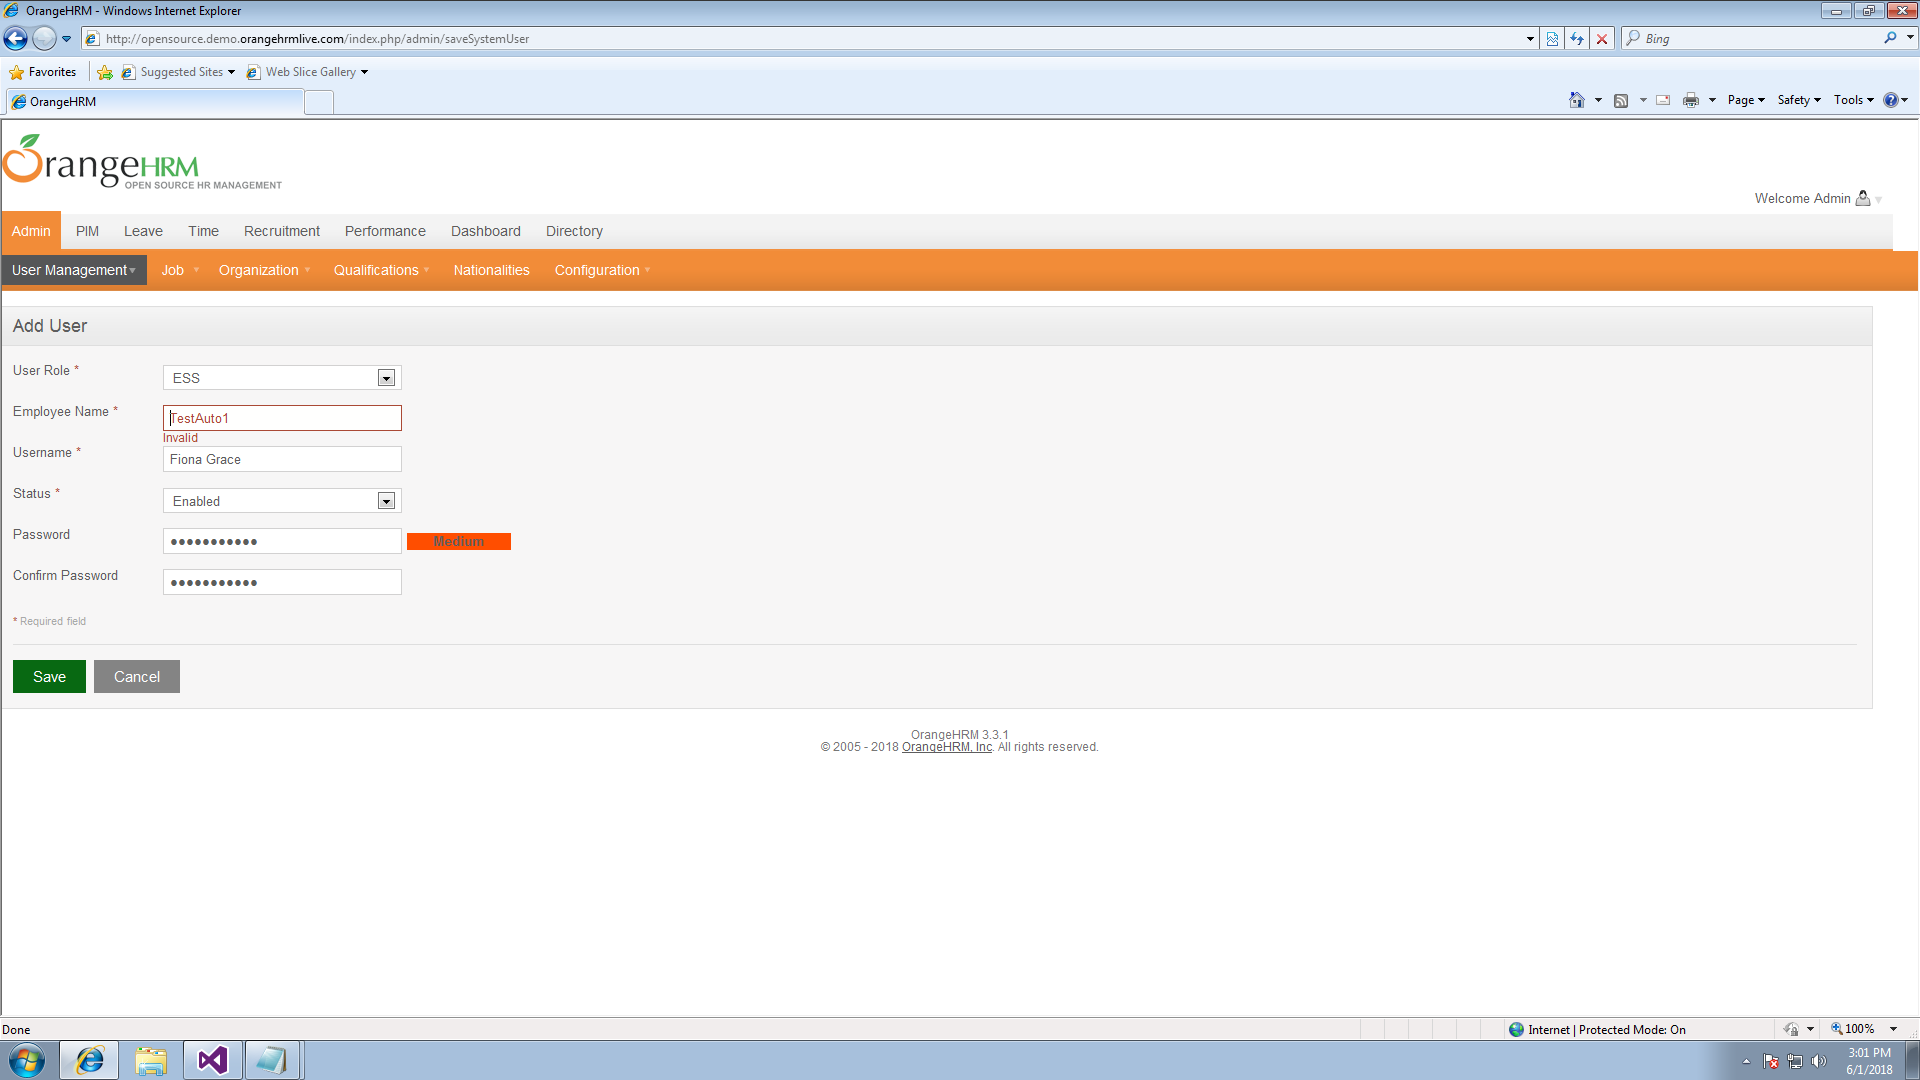 OrangeHRM - Windows Internet Explorer
http://opensource.demo.orangehrmlive.com/index.php/admin/saveSystemUser
Bing
Favorites
Suggested Sites
Web Slice Gallery
OrangeHRM
Page
Safety
Tools
OrangeHRM
OPEN SOURCE HR MANAGEMENT
Welcome Admin
Admin PIM Leave Time Recruitment Performance Dashboard Directory
User Management Job Organization Qualifications Nationalities Configuration
Add User
User Role *
ESS
Employee Name *
TestAuto1
Invalid
Username *
Fiona Grace
Status *
Enabled
Password
●●●●●●●●●●●
Medium
Confirm Password
●●●●●●●●●●●
* Required field
Save
Cancel
OrangeHRM 3.3.1
© 2005 - 2018 OrangeHRM, Inc. All rights reserved.
Done
Internet | Protected Mode: On
100%
3:01 PM
6/1/2018